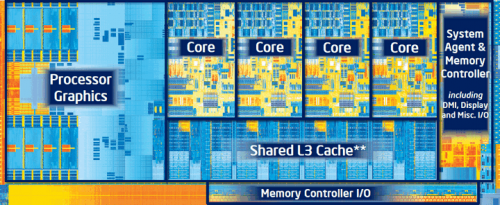 Processor
Graphics
Core
Core
Core
Core
System
Agent &
Memory
Controller
including
DMI, Display
and Misc. I/O
Shared L3 Cache**
Memory Controller I/O